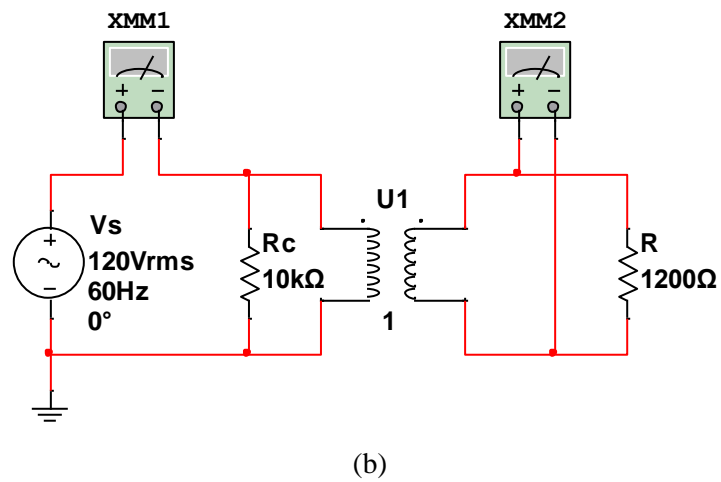 XMM1
XMM2
+ −
+ −
U1
Vs
120Vrms
60Hz
0°
+
−
Rc
10kΩ
R
1200Ω
1
(b)